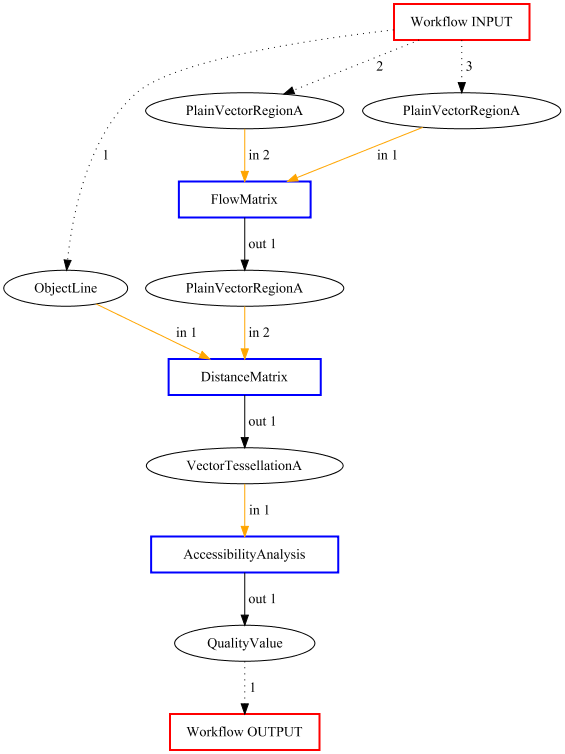 Workflow INPUT
2
3
PlainVectorRegionA
PlainVectorRegionA
1
in 2
in 1
FlowMatrix
out 1
ObjectLine
PlainVectorRegionA
in 1
in 2
DistanceMatrix
out 1
VectorTessellationA
in 1
AccessibilityAnalysis
out 1
QualityValue
1
Workflow OUTPUT